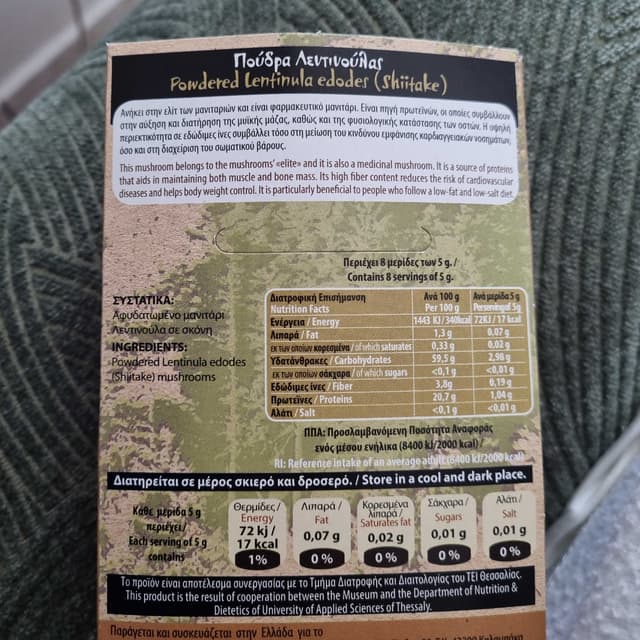 Πούδρα Λεντινούλας
Powdered Lentinula edodes (Shiitake)
Ανήκει στην ελίτ των μανιταριών και είναι φαρμακευτικό μανιτάρι. Είναι πηγή πρωτεϊνών, οι οποίες συμβάλλουν
στην αύξηση και διατήρηση της μυϊκής μάζας, καθώς και της φυσιολογικής κατάστασης των οστών. Η υψηλή
περιεκτικότητα σε εδώδιμες ίνες συμβάλλει τόσο στη μείωση του κινδύνου εμφάνισης καρδιαγγειακών νοσημάτων,
όσο και στη διαχείριση του σωματικού βάρους.
This mushroom belongs to the mushrooms' «elite» and it is also a medicinal mushroom. It is a source of proteins
that aids in maintaining both muscle and bone mass. Its high fiber content reduces the risk of cardiovascular
diseases and helps body weight control. It is particularly beneficial to people who follow a low-fat and low-salt diet.
Περιέχει 8 μερίδες των 5 g. /
Contains 8 servings of 5 g.
ΣΥΣΤΑΤΙΚΑ:
Αφυδατωμένο μανιτάρι
Λεντινούλα σε σκόνη
INGREDIENTS:
Powdered Lentinula edodes
(Shiitake) mushrooms
Διατροφική Επισήμανση Ανά 100 g Ανά μερίδα 5 g
Nutrition Facts Per 100 g Per serving of 5g
Ενέργεια / Energy 1443 KJ/340kcal 72KJ/17 kcal
Λιπαρά / Fat 1,3 g 0,07 g
εκ των οποίων κορεσμένα / of which saturates 0,33 g 0,02 g
Υδατάνθρακες / Carbohydrates 59,5 g 2,98 g
εκ των οποίων σάκχαρα / of which sugars <0,1 g <0,01 g
Εδώδιμες ίνες / Fiber 3,8g 0,19 g
Πρωτεΐνες / Proteins 20,7 g 1,04 g
Αλάτι / Salt <0,1 g <0,01 g
ΠΠΑ: Προσλαμβανόμενη Ποσότητα Αναφοράς
ενός μέσου ενήλικα (8400 kJ/2000 kcal) /
RI: Reference intake of an average adult (8400 kJ/2000 kcal)
Διατηρείται σε μέρος σκιερό και δροσερό. / Store in a cool and dark place.
Κάθε μερίδα 5 g
περιέχει /
Each serving of 5 g
contains
Θερμίδες /
Energy
72 kj /
17 kcal
1%
Λιπαρά /
Fat
0,07 g
0%
Κορεσμένα
λιπαρά /
Saturates fat
0,02 g
0%
Σάκχαρα /
Sugars
0,01 g
0%
Αλάτι /
Salt
0,01 g
0%
Το προϊόν είναι αποτέλεσμα συνεργασίας με το Τμήμα Διατροφής και Διαιτολογίας του ΤΕΙ Θεσσαλίας.
This product is the result of cooperation between the Museum and the Department of Nutrition &
Dietetics of University of Applied Sciences of Thessaly.
Παράγεται και συσκευάζεται στην Ελλάδα για το